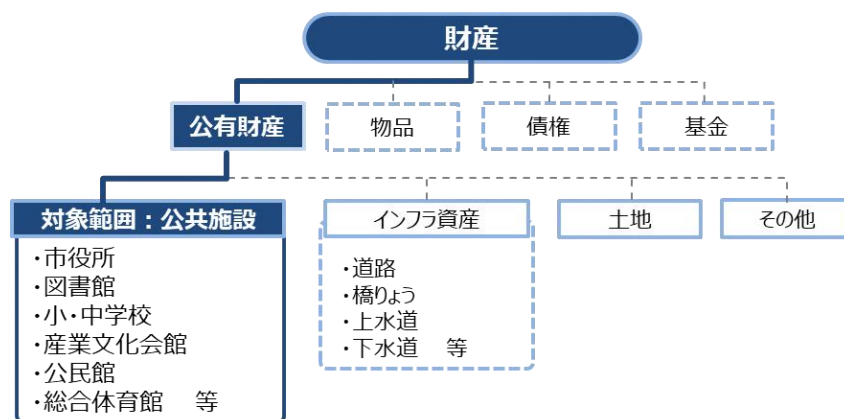 財産
公有財産
物品
債権
基金
対象範囲：公共施設
・市役所
・図書館
・小・中学校
・産業文化会館
・公民館
・総合体育館　等
インフラ資産
・道路
・橋りょう
・上水道
・下水道　等
土地
その他